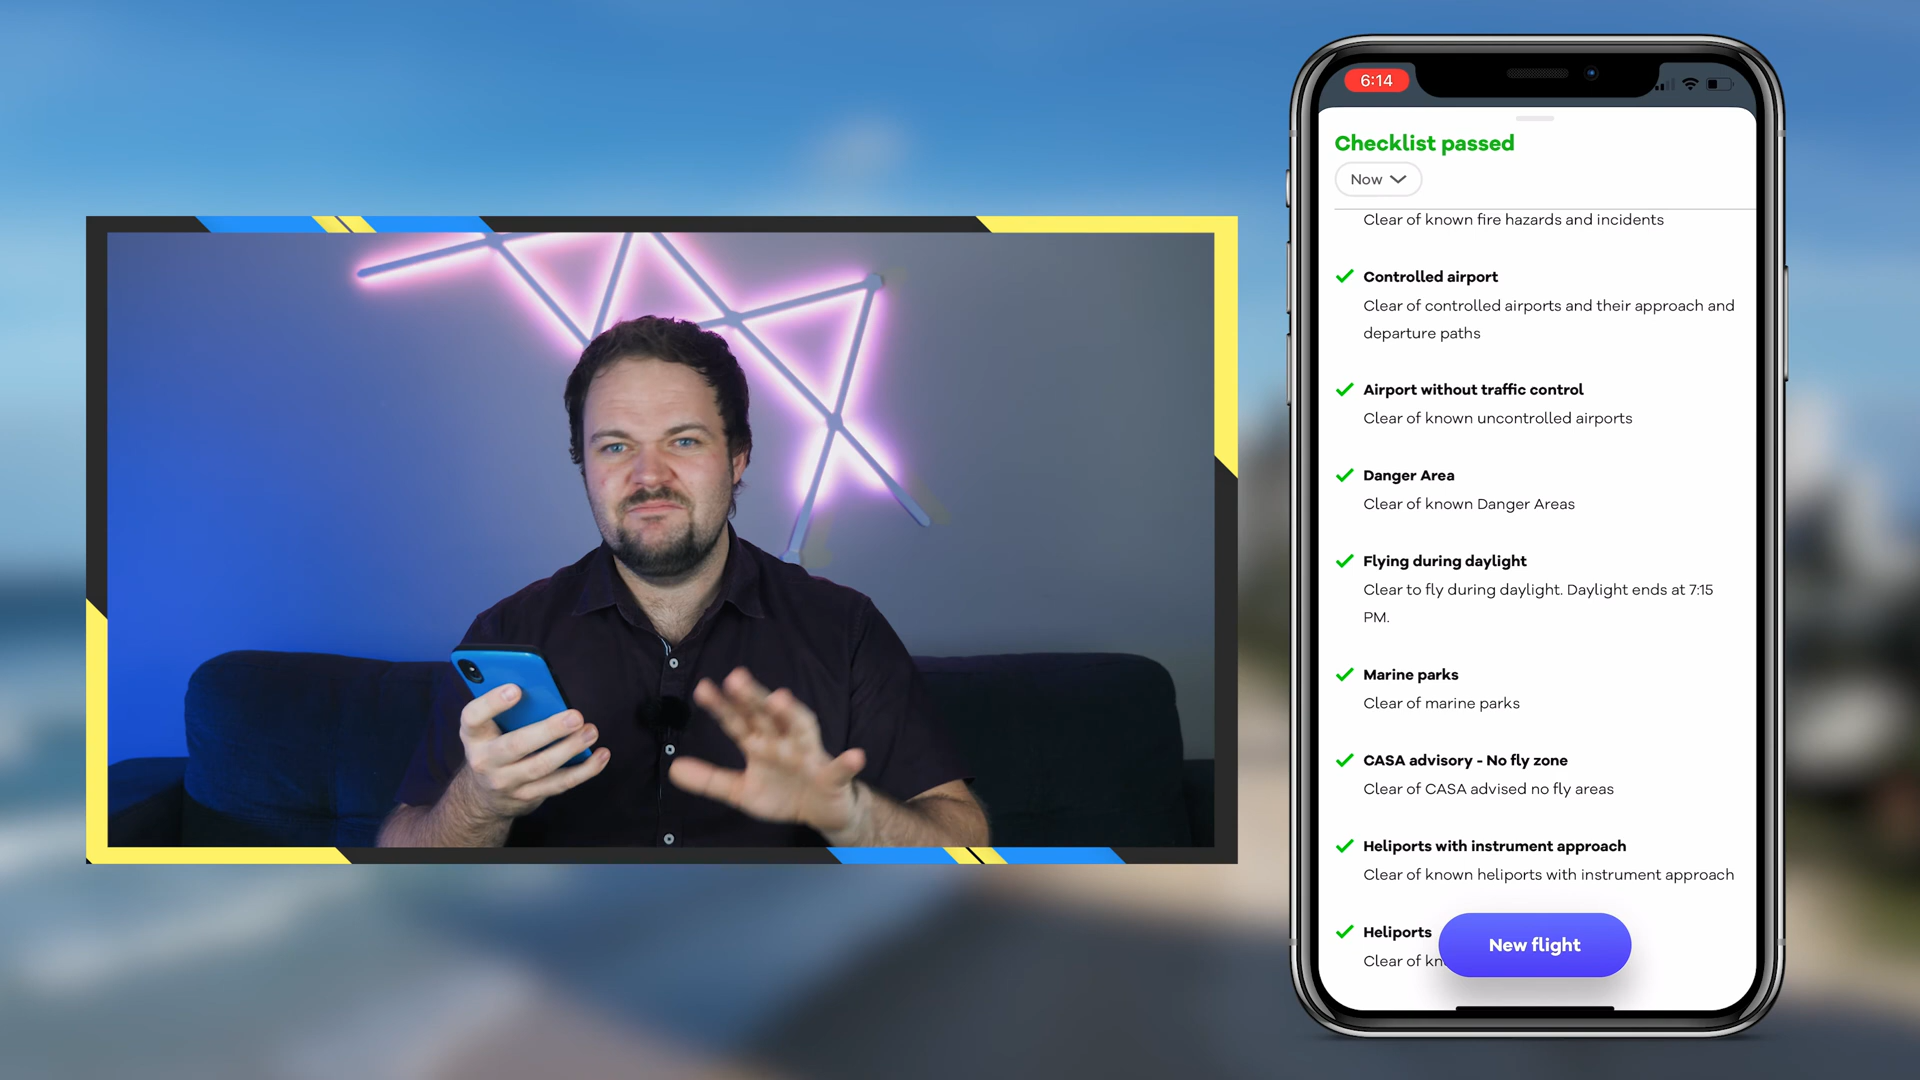 6:14
Checklist passed
Now
Clear of known fire hazards and incidents
Controlled airport
Clear of controlled airports and their approach and
departure paths
Airport without traffic control
Clear of known uncontrolled airports
Danger Area
Clear of known Danger Areas
Flying during daylight
Clear to fly during daylight. Daylight ends at 7:15
PM.
Marine parks
Clear of marine parks
CASA advisory - No fly zone
Clear of CASA advised no fly areas
Heliports with instrument approach
Clear of known heliports with instrument approach
Heliports
Clear of
New flight